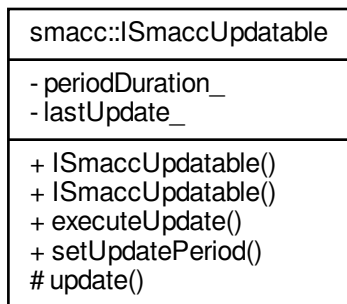 smacc::ISmaccUpdatable
- periodDuration_
- lastUpdate_
+ ISmaccUpdatable()
+ ISmaccUpdatable()
+ executeUpdate()
+ setUpdatePeriod()
# update()